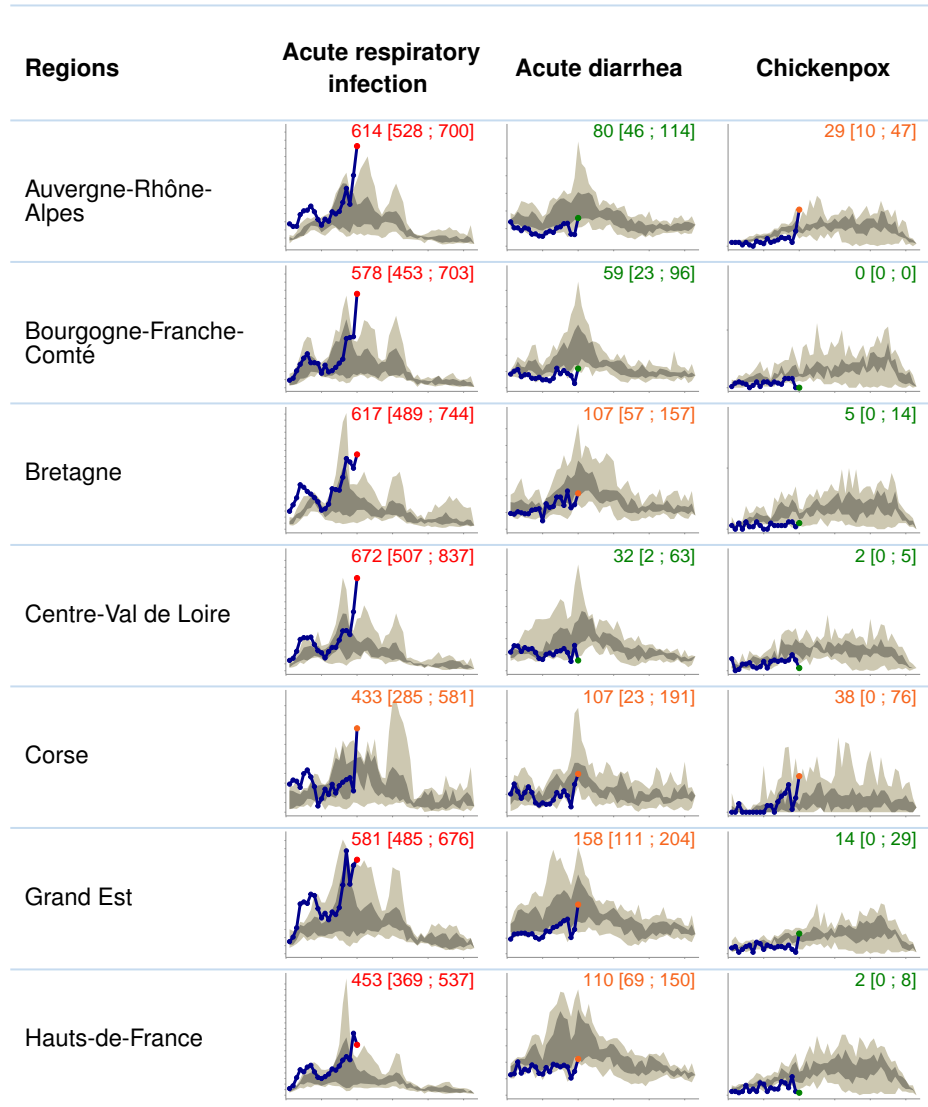 Regions
Acute respiratory
infection
Acute diarrhea
Chickenpox
Auvergne-Rhône-
Alpes
614 [528 ; 700]
80 [46 ; 114]
29 [10 ; 47]
Bourgogne-Franche-
Comté
578 [453 ; 703]
59 [23 ; 96]
0 [0 ; 0]
Bretagne
617 [489 ; 744]
107 [57 ; 157]
5 [0 ; 14]
Centre-Val de Loire
672 [507 ; 837]
32 [2 ; 63]
2 [0 ; 5]
Corse
433 [285 ; 581]
107 [23 ; 191]
38 [0 ; 76]
Grand Est
581 [485 ; 676]
158 [111 ; 204]
14 [0 ; 29]
Hauts-de-France
453 [369 ; 537]
110 [69 ; 150]
2 [0 ; 8]